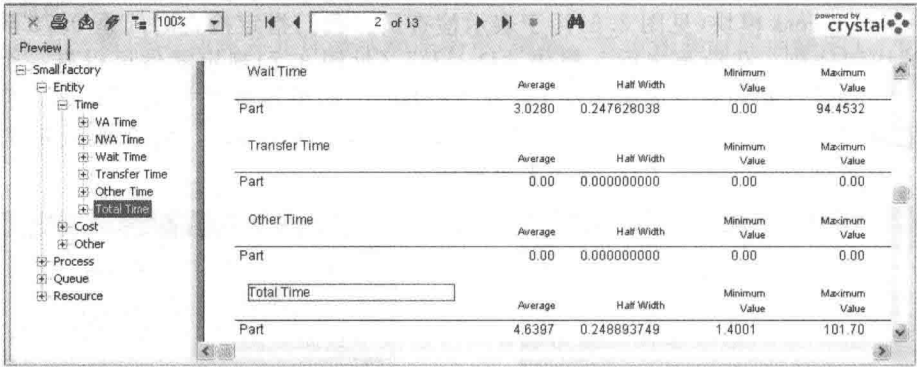 100%
2 of 13
powered by
crystal
Preview
Small factory
Entity
Time
VA Time
NVA Time
Wait Time
Transfer Time
Other Time
Total Time
Cost
Other
Process
Queue
Resource
Wait Time Average Half Width Minimum Value Maximum Value
Part 3.0280 0.247628038 0.00 94.4532
Transfer Time Average Half Width Minimum Value Maximum Value
Part 0.00 0.000000000 0.00 0.00
Other Time Average Half Width Minimum Value Maximum Value
Part 0.00 0.000000000 0.00 0.00
Total Time Average Half Width Minimum Value Maximum Value
Part 4.6397 0.248893749 1.4001 101.70